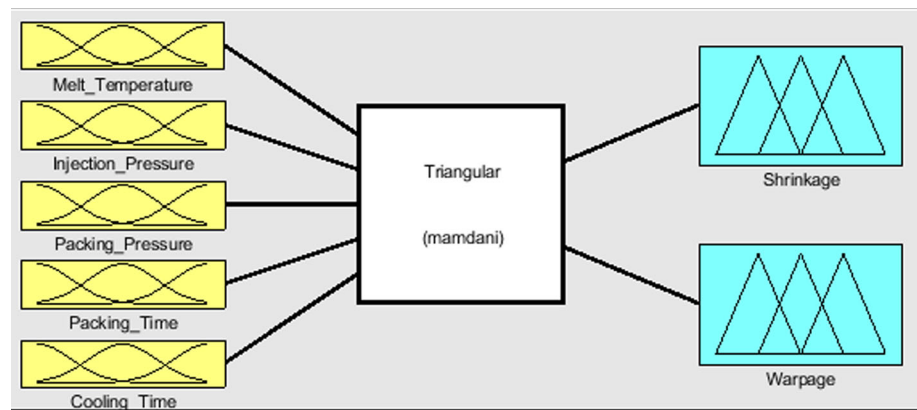 Melt_Temperature
Injection_Pressure
Packing_Pressure
Packing_Time
Cooling_Time
Triangular
(mamdani)
Shrinkage
Warpage